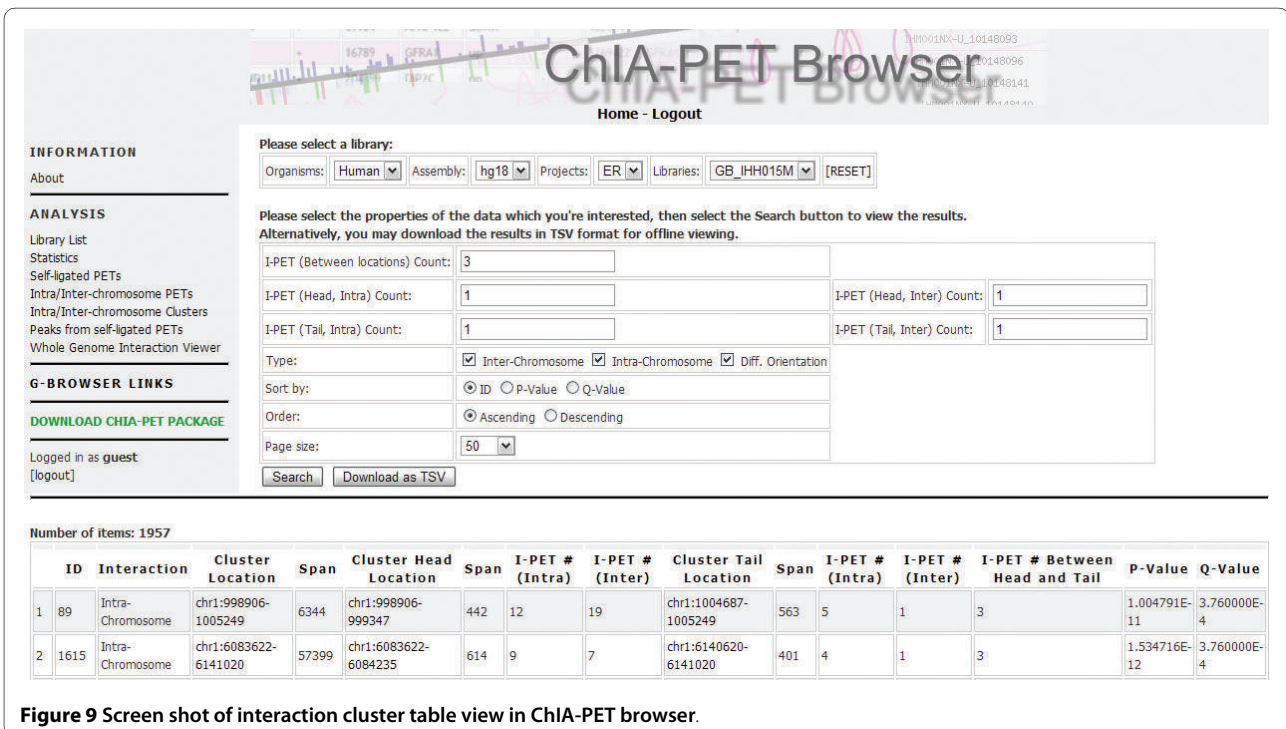 16789 GFRA1
DIP2C
IHM001NX-U_10148093
ChIA-PET Browser
Home - Logout
INFORMATION
About
ANALYSIS
Library List
Statistics
Self-ligated PETs
Intra/Inter-chromosome PETs
Intra/Inter-chromosome Clusters
Peaks from self-ligated PETs
Whole Genome Interaction Viewer
G-BROWSER LINKS
DOWNLOAD CHIA-PET PACKAGE
Logged in as guest
[logout]
Please select a library:
Organisms: Human Assembly: hg18 Projects: ER Libraries: GB_IHH015M [RESET]
Please select the properties of the data which you're interested, then select the Search button to view the results.
Alternatively, you may download the results in TSV format for offline viewing.
I-PET (Between locations) Count: 3
I-PET (Head, Intra) Count: 1 I-PET (Head, Inter) Count: 1
I-PET (Tail, Intra) Count: 1 I-PET (Tail, Inter) Count: 1
Type: Inter-Chromosome Intra-Chromosome Diff. Orientation
Sort by: ID P-Value Q-Value
Order: Ascending Descending
Page size: 50
Search Download as TSV
Number of items: 1957
ID Interaction Cluster Location Span Cluster Head Location Span I-PET # (Intra) I-PET # (Inter) Cluster Tail Location Span I-PET # (Intra) I-PET # (Inter) I-PET # Between Head and Tail P-Value Q-Value
1 89 Intra-Chromosome chr1:998906-1005249 6344 chr1:998906-999347 442 12 19 chr1:1004687-1005249 563 5 1 3 1.004791E-11 3.760000E-4
2 1615 Intra-Chromosome chr1:6083622-6141020 57399 chr1:6083622-6084235 614 9 7 chr1:6140620-6141020 401 4 1 3 1.534716E-12 3.760000E-4
Figure 9 Screen shot of interaction cluster table view in ChIA-PET browser.